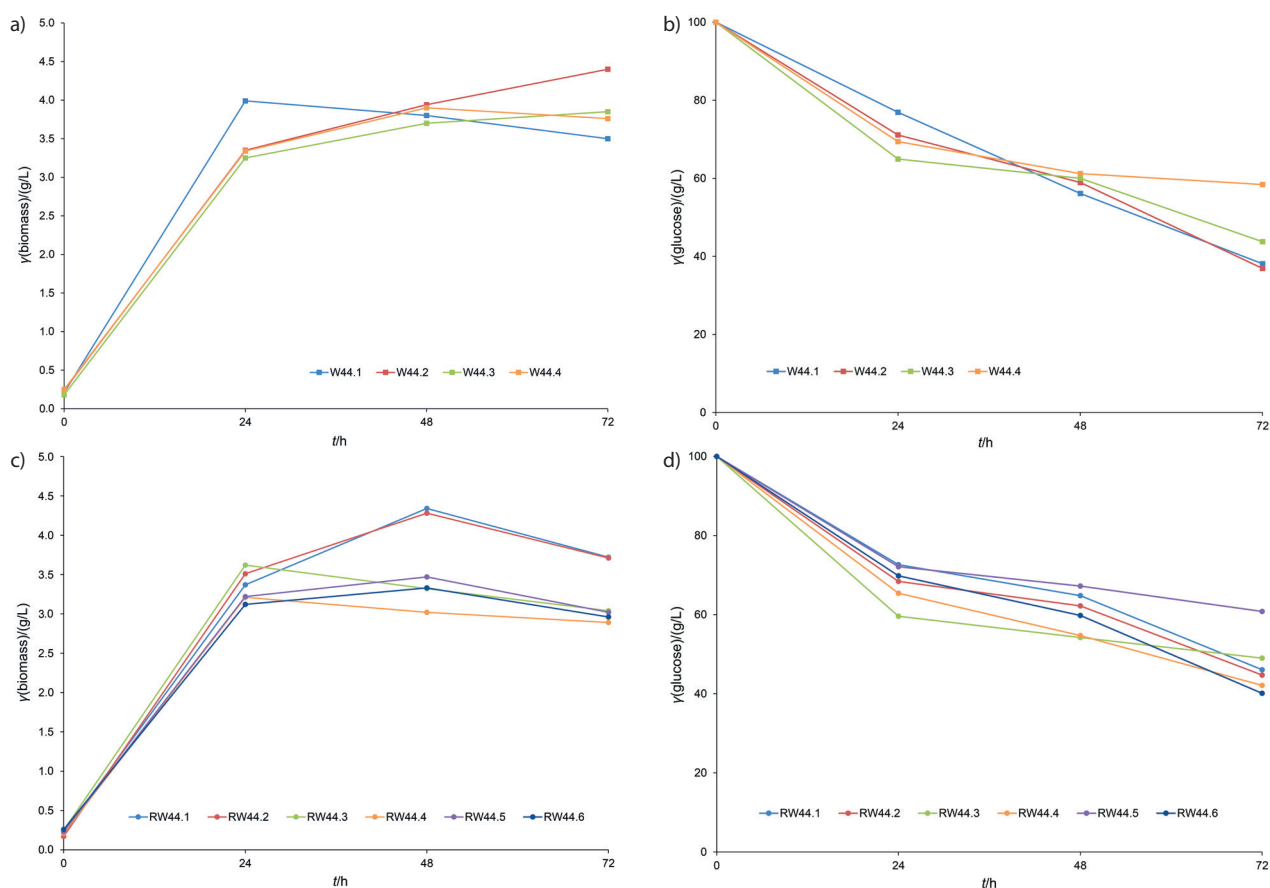 a)
5.0
4.5
4.0
3.5
3.0
2.5
2.0
1.5
1.0
0.5
0.0
γ(biomass)/(g/L)
W44.1 W44.2 W44.3 W44.4
0 24 48 72
t/h
b)
100
80
60
40
20
0
γ(glucose)/(g/L)
W44.1 W44.2 W44.3 W44.4
0 24 48 72
t/h
c)
5.0
4.5
4.0
3.5
3.0
2.5
2.0
1.5
1.0
0.5
0.0
γ(biomass)/(g/L)
RW44.1 RW44.2 RW44.3 RW44.4 RW44.5 RW44.6
0 24 48 72
t/h
d)
100
80
60
40
20
0
γ(glucose)/(g/L)
RW44.1 RW44.2 RW44.3 RW44.4 RW44.5 RW44.6
0 24 48 72
t/h